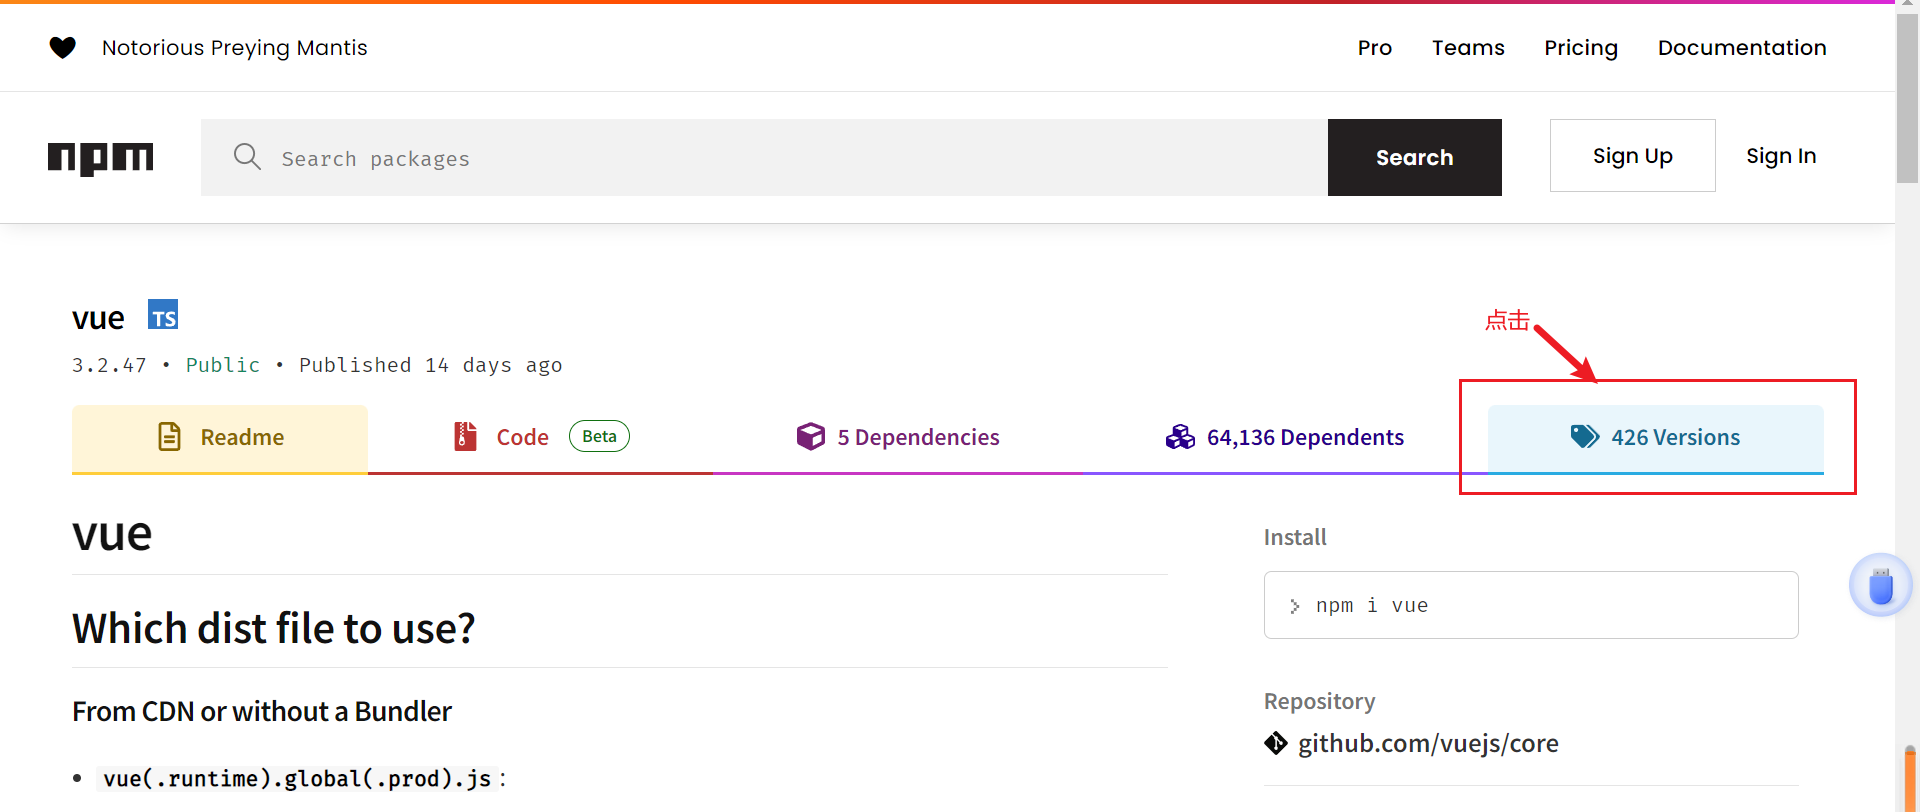 Notorious Preying Mantis
Pro Teams Pricing Documentation
npm
Search packages
Search
Sign Up
Sign In
vue TS
3.2.47 • Public • Published 14 days ago
点击
Readme
Code Beta
5 Dependencies
64,136 Dependents
426 Versions
vue
Which dist file to use?
From CDN or without a Bundler
• vue(.runtime).global(.prod).js:
Install
> npm i vue
Repository
github.com/vuejs/core